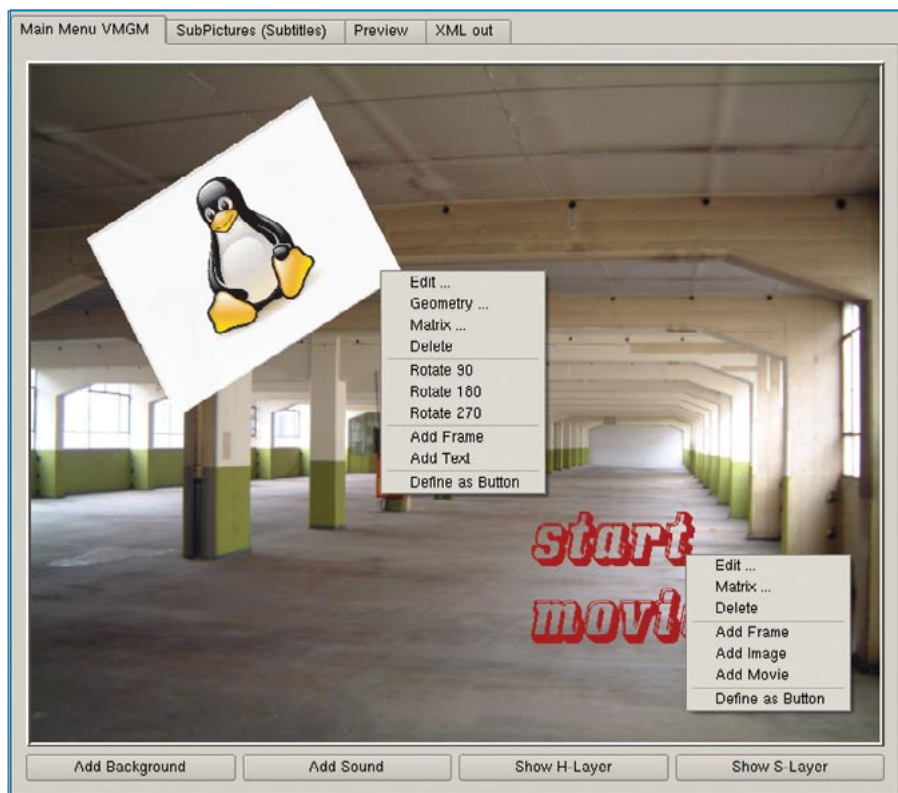 Main Menu VMGM
SubPictures (Subtitles)
Preview
XML out
Edit ...
Geometry ...
Matrix ...
Delete
Rotate 90
Rotate 180
Rotate 270
Add Frame
Add Text
Define as Button
start
Edit ...
Matrix ...
Delete
Add Frame
Add Image
Add Movie
Define as Button
Add Background
Add Sound
Show H-Layer
Show S-Layer